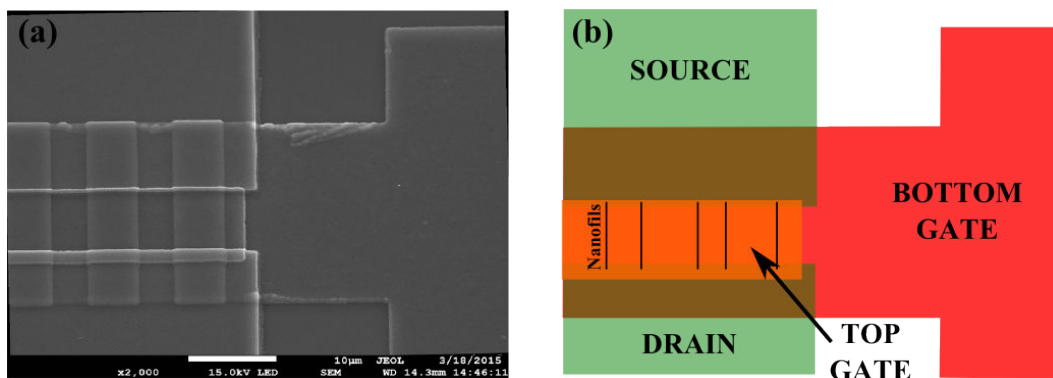 (a)
10µm JEOL 3/18/2015
x2,000 15.0kV LED SEM WD 14.3mm 14:46:11
(b)
SOURCE
BOTTOM
GATE
Nanofils
DRAIN
TOP
GATE